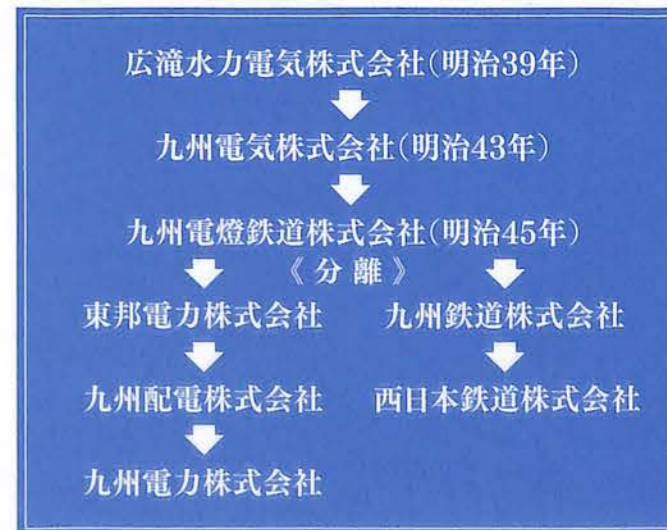 広滝水力電気株式会社(明治39年)
九州電気株式会社(明治43年)
九州電燈鉄道株式会社(明治45年)
《分離》
東邦電力株式会社 九州鉄道株式会社
九州配電株式会社 西日本鉄道株式会社
九州電力株式会社